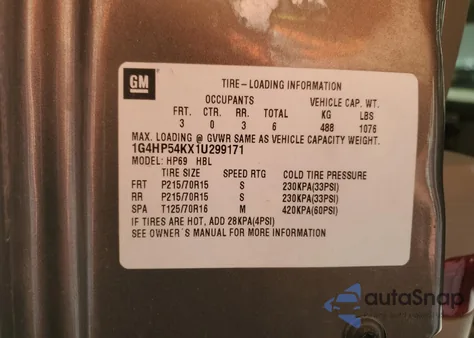 GM
TIRE-LOADING INFORMATION
OCCUPANTS VEHICLE CAP. WT.
FRT. CTR. RR. TOTAL KG LBS
3 0 3 6 488 1076
MAX. LOADING @ GVWR SAME AS VEHICLE CAPACITY WEIGHT.
1G4HP54KX1U299171
MODEL: HP69 HBL
TIRE SIZE SPEED RTG COLD TIRE PRESSURE
FRT P215/70R15 S 230KPA(33PSI)
RR P215/70R15 S 230KPA(33PSI)
SPA T125/70R16 M 420KPA(60PSI)
IF TIRES ARE HOT, ADD 28KPA(4PSI)
SEE OWNER`S MANUAL FOR MORE INFORMATION
autoSnap